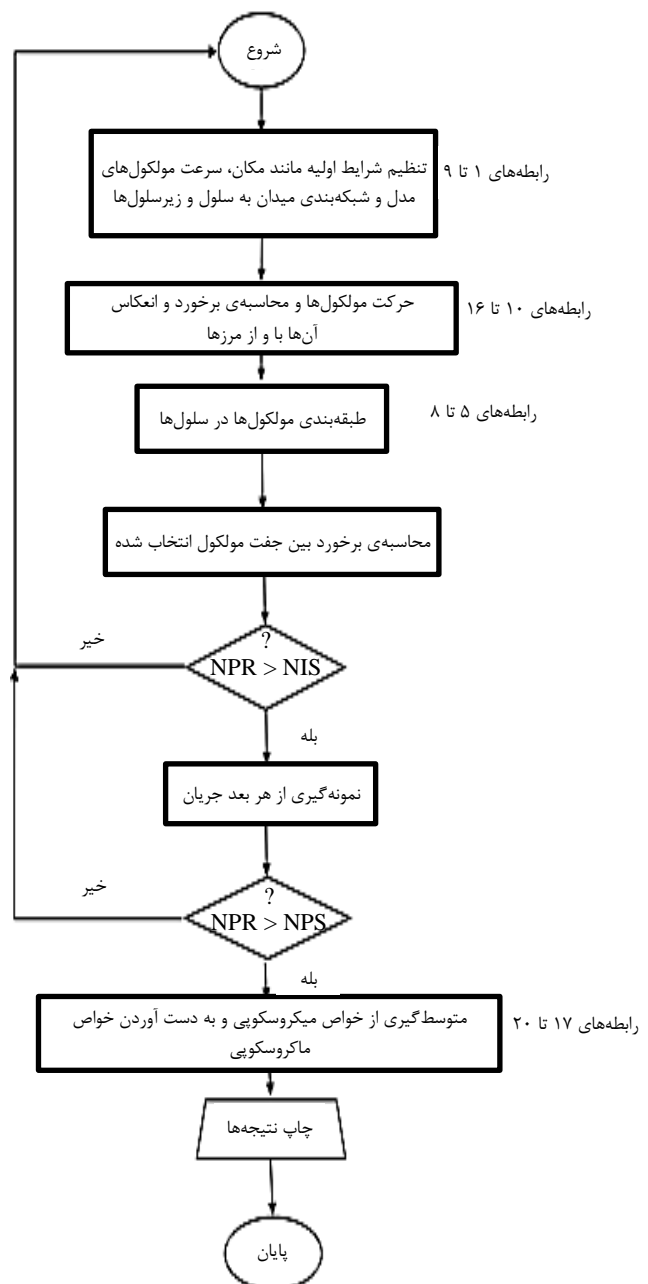 شروع
تنظیم شرایط اولیه مانند مکان، سرعت مولکول‌های
مدل و شبکه‌بندی میدان به سلول و زیرسلول‌ها
رابطه‌های ۱ تا ۹
حرکت مولکول‌ها و محاسبه‌ی برخورد و انعکاس
آن‌ها با و از مرزها
رابطه‌های ۱۰ تا ۱۶
طبقه‌بندی مولکول‌ها در سلول‌ها
رابطه‌های ۵ تا ۸
محاسبه‌ی برخورد بین جفت مولکول انتخاب شده
?
NPR > NIS
خیر
بله
نمونه‌گیری از هر بعد جریان
?
NPR > NPS
خیر
بله
متوسط‌گیری از خواص میکروسکوپی و به دست آوردن خواص
ماکروسکوپی
رابطه‌های ۱۷ تا ۲۰
چاپ نتیجه‌ها
پایان